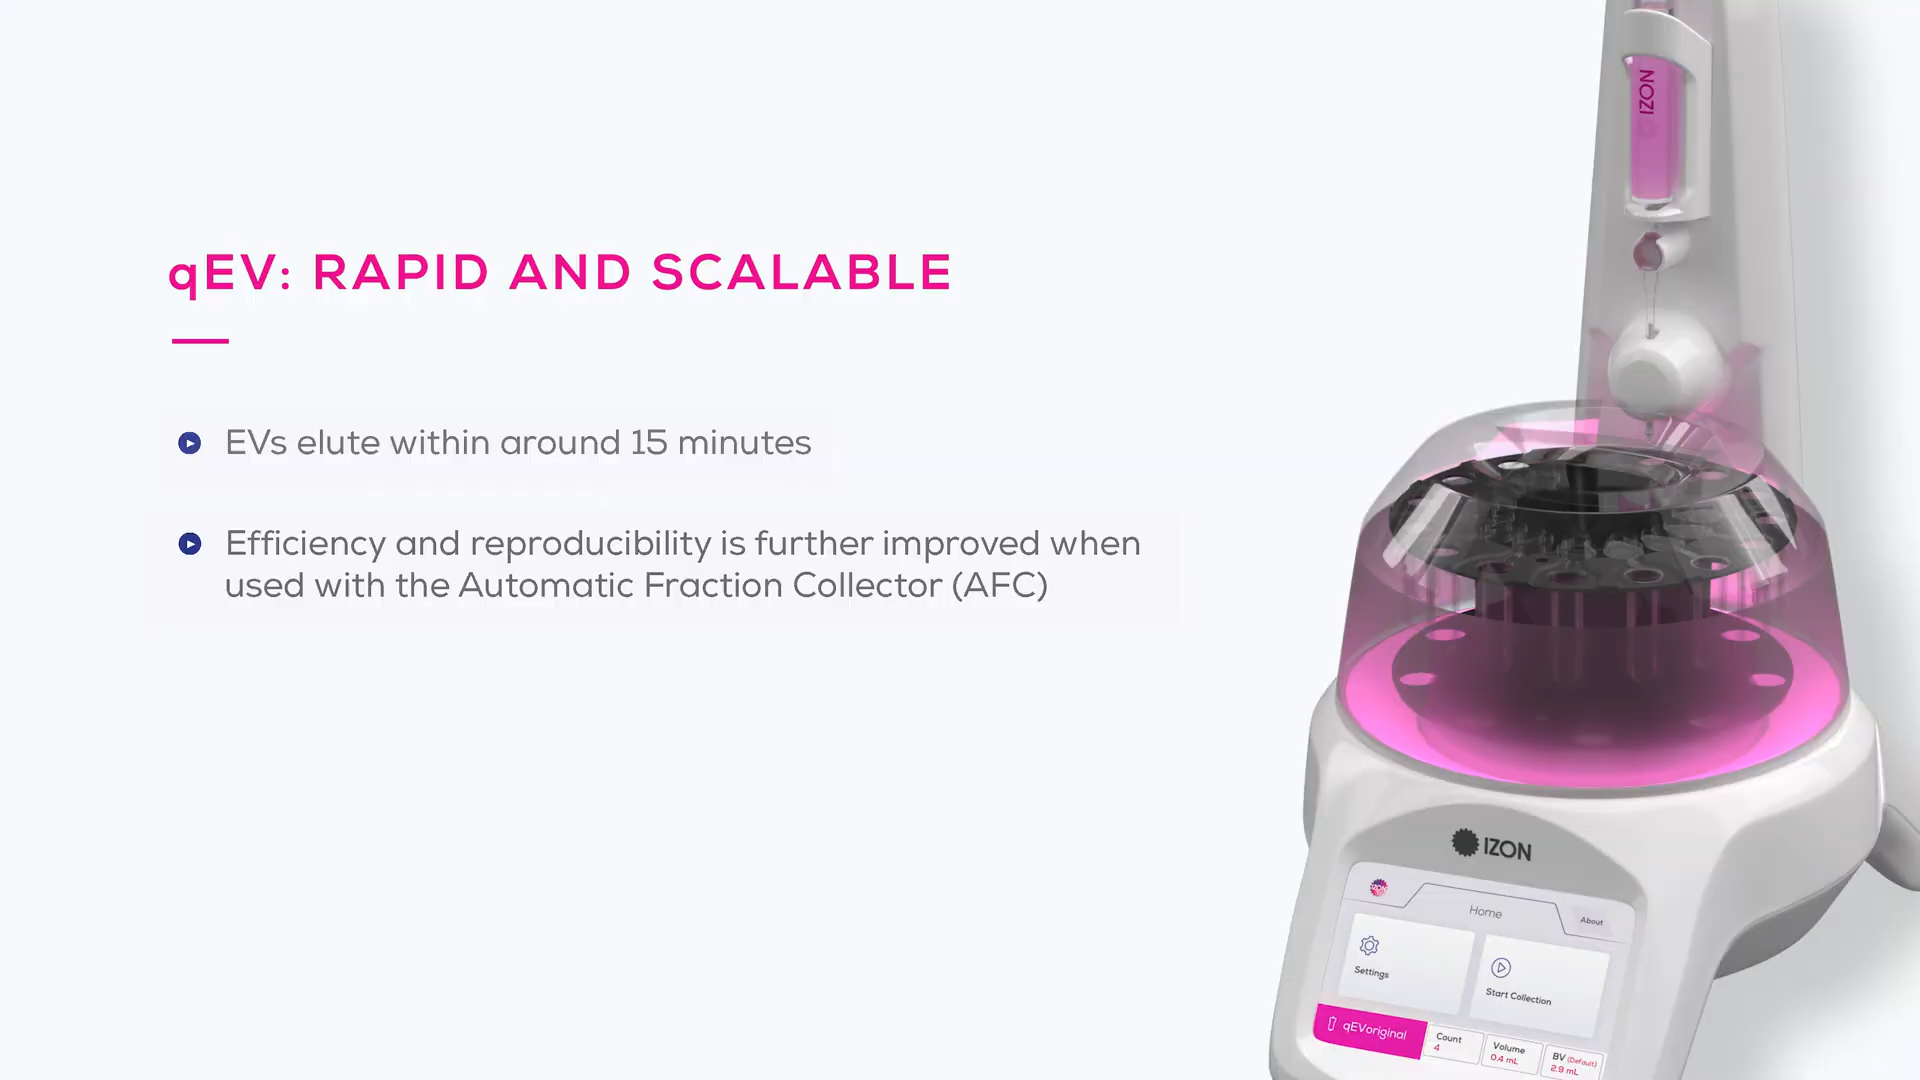 IZON
qEV: RAPID AND SCALABLE
EVs elute within around 15 minutes
Efficiency and reproducibility is further improved when
used with the Automatic Fraction Collector (AFC)
IZON
IZON
Home
About
Settings
Start Collection
qEVoriginal
Count
4
Volume
0.4 mL
BV (Default)
2.9 mL